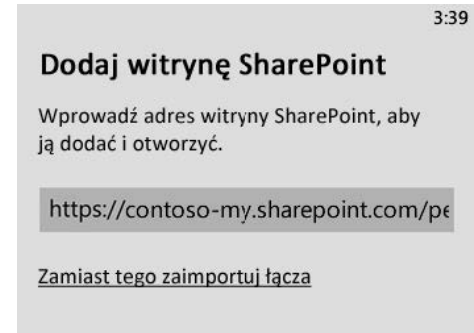 3:39
Dodaj witrynę SharePoint
Wprowadź adres witryny SharePoint, aby
ją dodać i otworzyć.
https://contoso-my.sharepoint.com/pe
Zamiast tego zaimportuj łącza